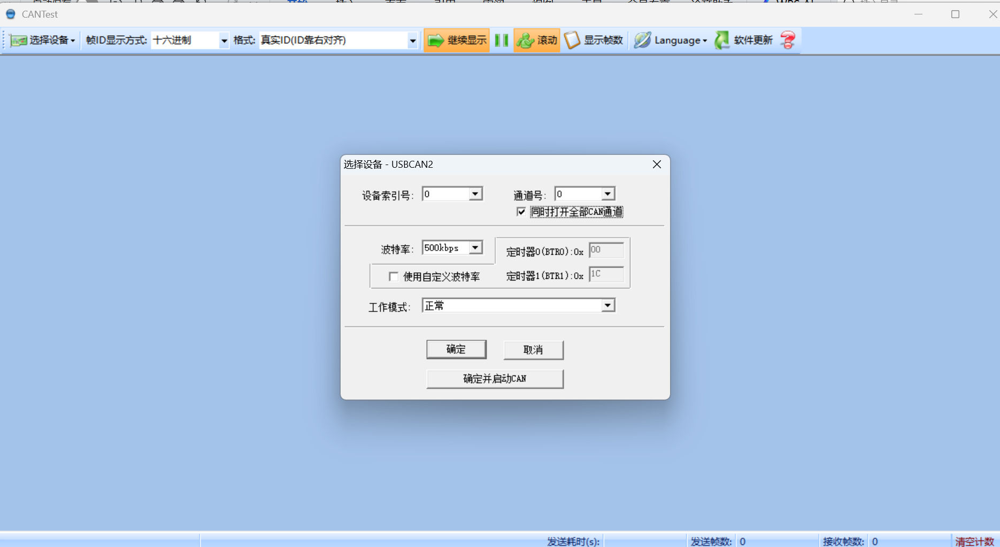 CANTest
选择设备 帧ID显示方式: 十六进制 格式: 真实ID(ID靠右对齐) 继续显示 滚动 显示帧数 Language 软件更新
选择设备 - USBCAN2
设备索引号: 0 通道号: 0
同时打开全部CAN通道
波特率: 500kbps 定时器0(BTR0):0x 00
使用自定义波特率 定时器1(BTR1):0x 1C
工作模式: 正常
确定 取消
确定并启动CAN
发送耗时(s): 发送帧数: 0 接收帧数: 0 清空计数